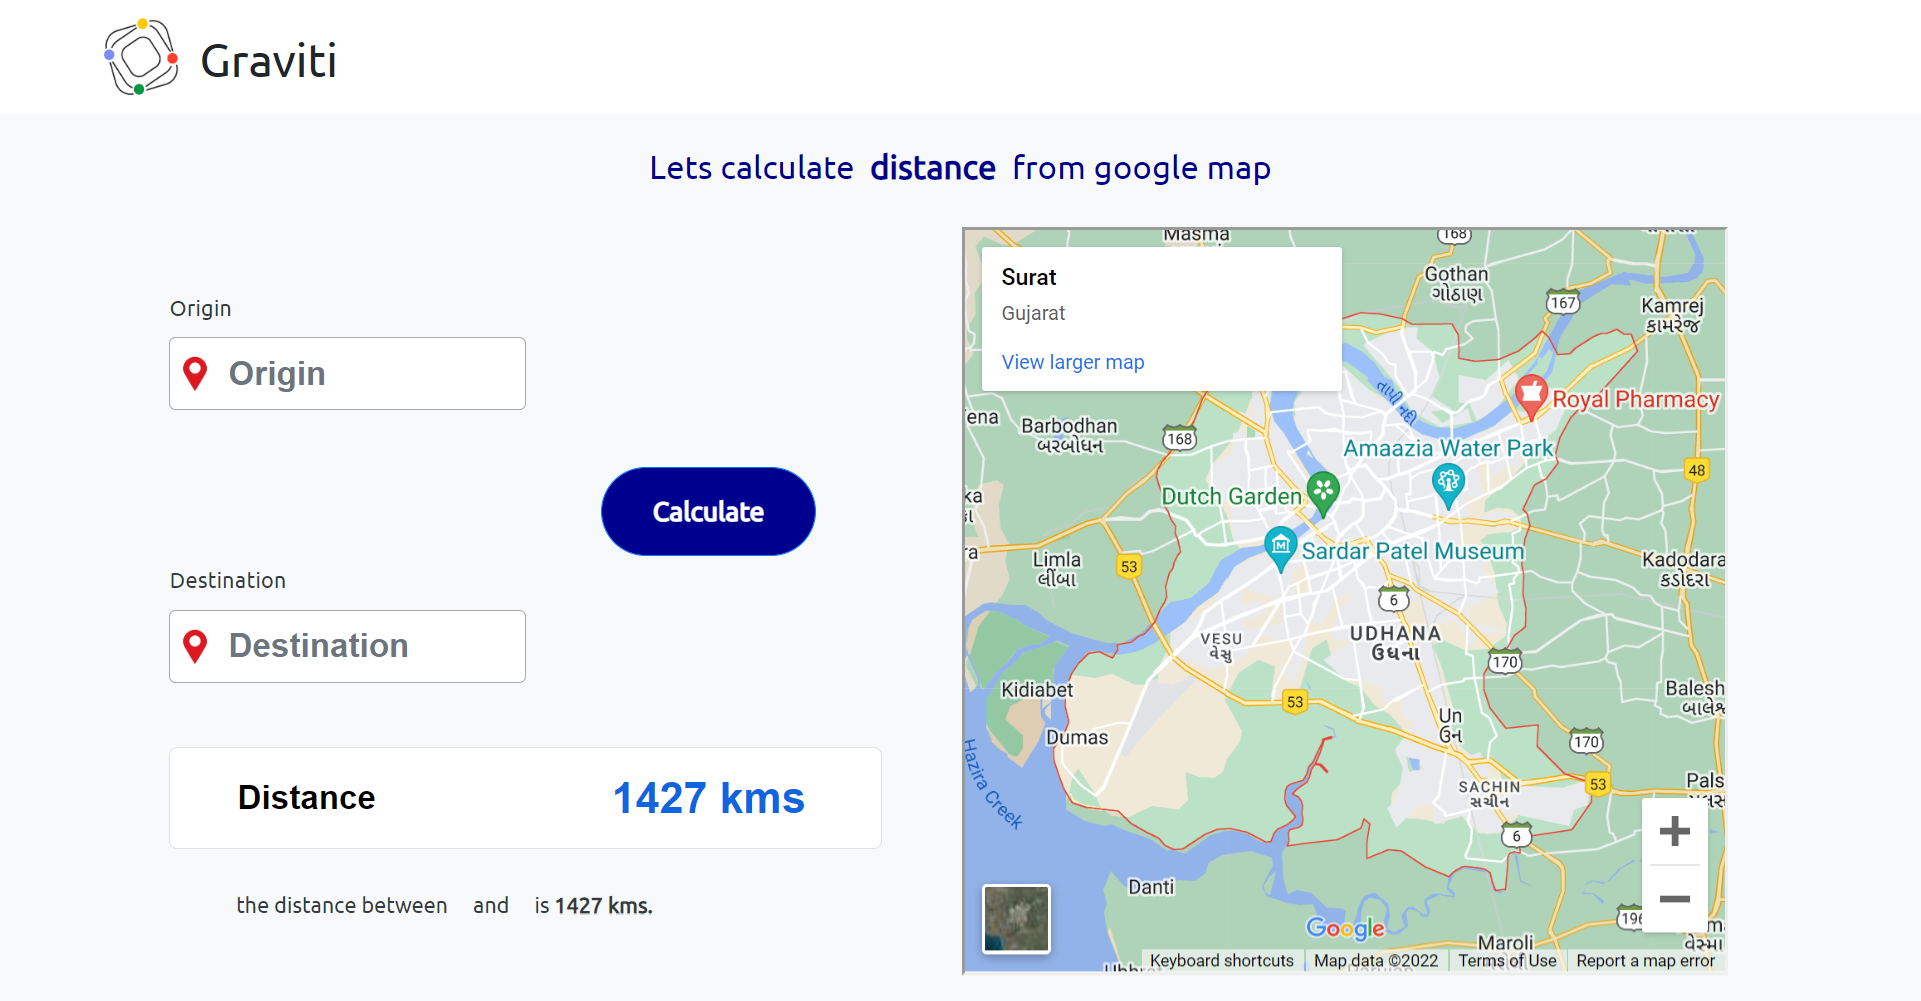 Graviti
Lets calculate distance from google map
Origin
Origin
Calculate
Destination
Destination
Distance 1427 kms
the distance between and is 1427 kms.
Surat
Gujarat
View larger map
Masma
168
Gothan
ગોઠાણ
167
Kamrej
કામરેજ
તાપી નદી
Royal Pharmacy
ena
Barbodhan
બરબોધન
168
Amaazia Water Park
48
ka
Dutch Garden
Sardar Patel Museum
ra
Limla
લીંબા
53
Kadodara
કડોદરા
6
VESU
વેસુ
UDHANA
ઉધના
170
Kidiabet
53
Balesh
બાલેશ્વ
Un
ઉન
Dumas
170
Hazira Creek
SACHIN
સચીન
53
Pals
6
Danti
Google
196
Maroli
વેસ્મા
Keyboard shortcuts Map data ©2022 Terms of Use Report a map error